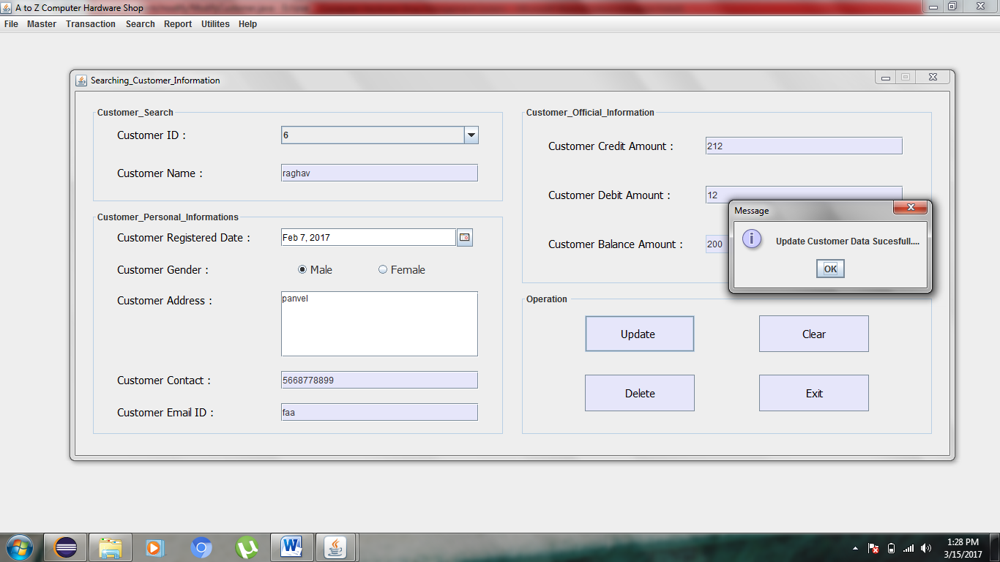 A to Z Computer Hardware Shop
File Master Transaction Search Report Utilites Help
Searching_Customer_Information
Customer_Search
Customer ID : 6
Customer Name : raghav
Customer_Personal_Informations
Customer Registered Date : Feb 7, 2017
Customer Gender : Male Female
Customer Address : panvel
Customer Contact : 5668778899
Customer Email ID : faa
Customer_Official_Information
Customer Credit Amount : 212
Customer Debit Amount : 12
Customer Balance Amount : 200
Message
Update Customer Data Sucesfull....
OK
Operation
Update Clear
Delete Exit
1:28 PM
3/15/2017